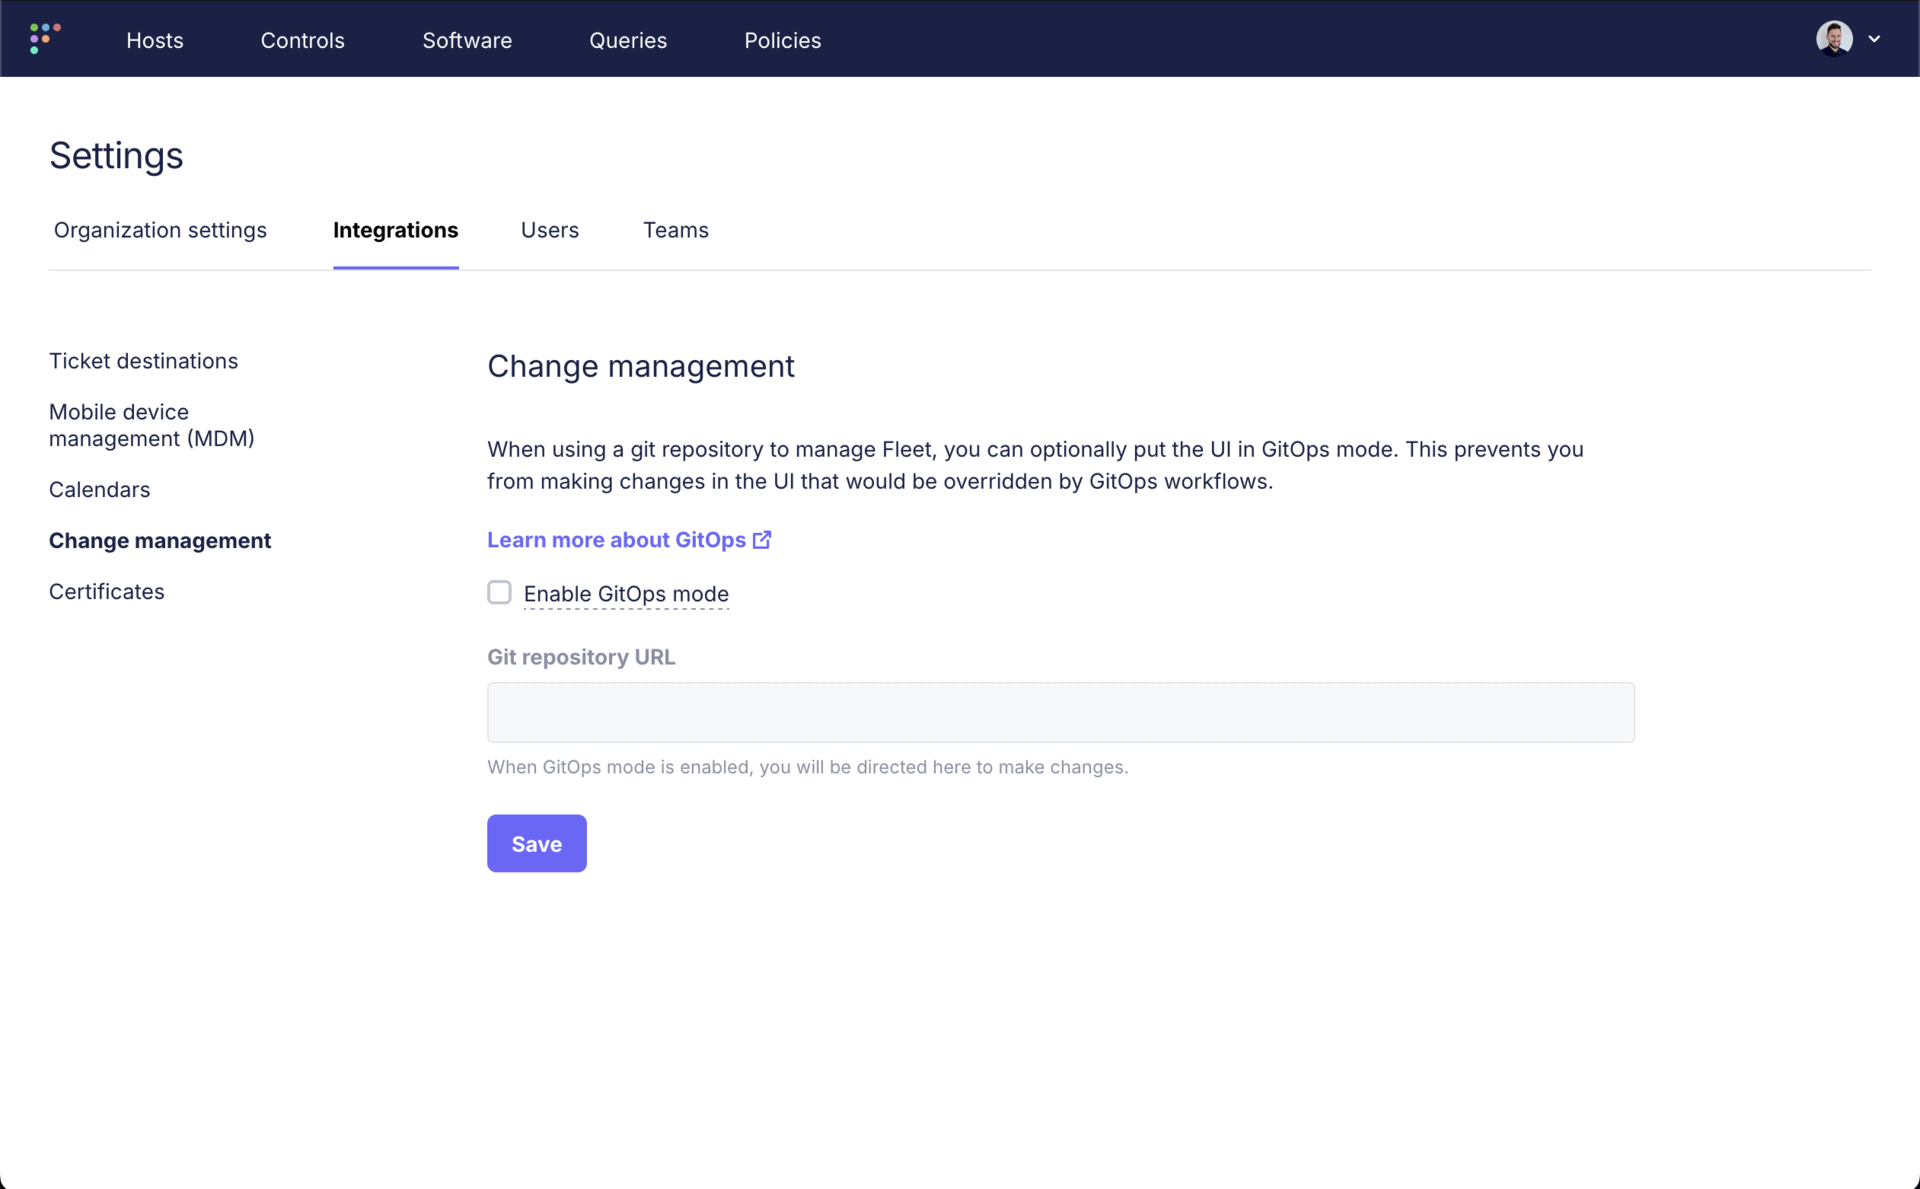 Hosts Controls Software Queries Policies
Settings
Organization settings Integrations Users Teams
Ticket destinations
Mobile device
management (MDM)
Calendars
Change management
Certificates
Change management
When using a git repository to manage Fleet, you can optionally put the UI in GitOps mode. This prevents you
from making changes in the UI that would be overridden by GitOps workflows.
Learn more about GitOps
Enable GitOps mode
Git repository URL
When GitOps mode is enabled, you will be directed here to make changes.
Save